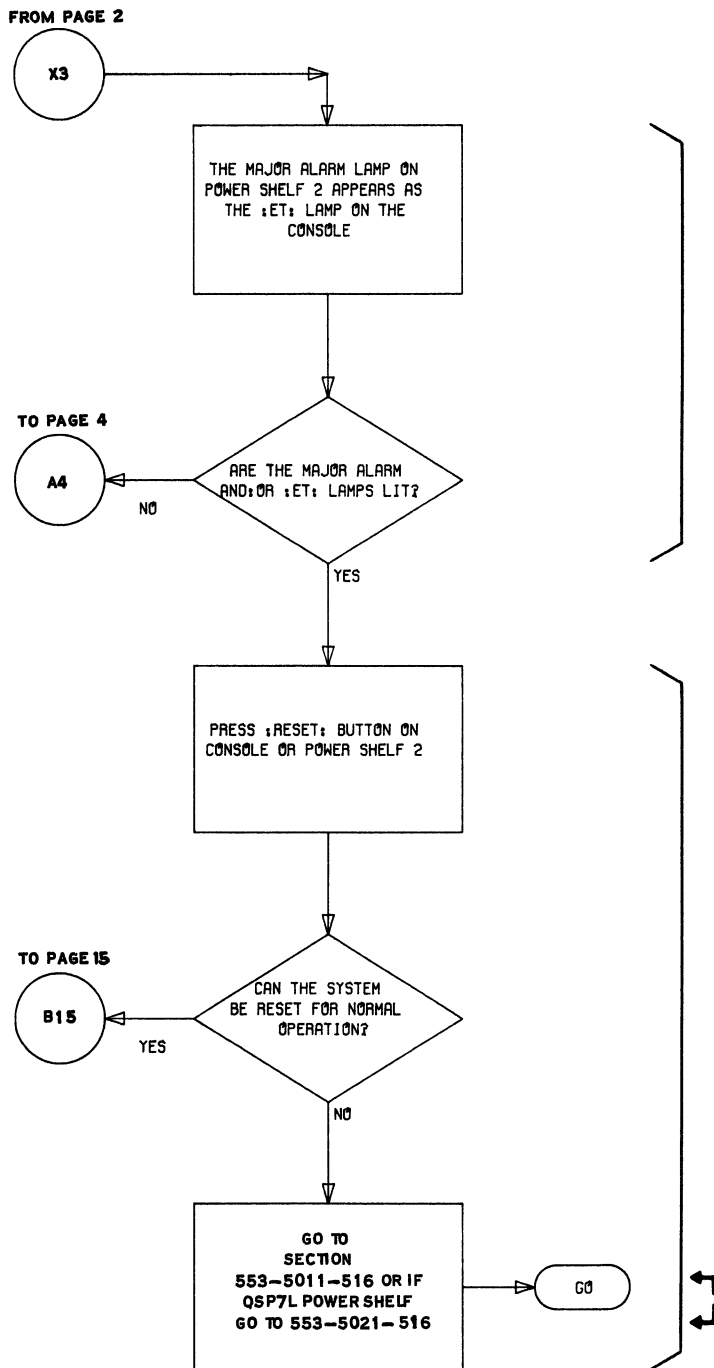 FROM PAGE 2
X3
THE MAJOR ALARM LAMP ON
POWER SHELF 2 APPEARS AS
THE :ET: LAMP ON THE
CONSOLE
TO PAGE 4
A4
ARE THE MAJOR ALARM
AND:OR :ET: LAMPS LIT?
NO
YES
PRESS :RESET: BUTTON ON
CONSOLE OR POWER SHELF 2
TO PAGE 15
B15
CAN THE SYSTEM
BE RESET FOR NORMAL
OPERATION?
YES
NO
GO TO
SECTION
553-5011-516 OR IF
QSP7L POWER SHELF
GO TO 553-5021-516
GO